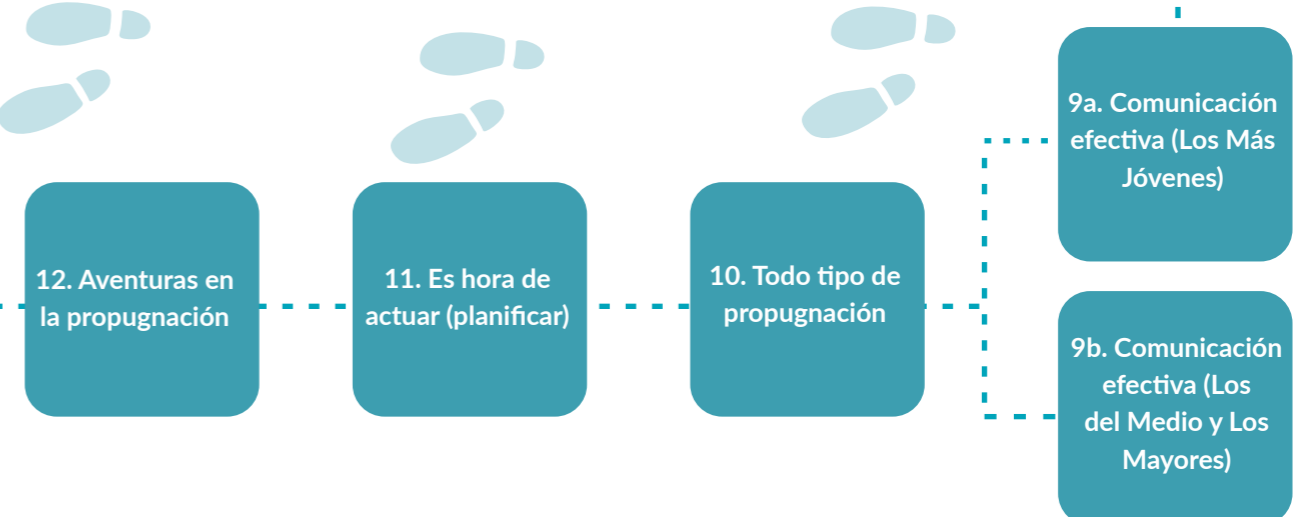 9a. Comunicación
efectiva (Los Más
Jóvenes)
12. Aventuras en
la propugnación
11. Es hora de
actuar (planificar)
10. Todo tipo de
propugnación
9b. Comunicación
efectiva (Los
del Medio y Los
Mayores)